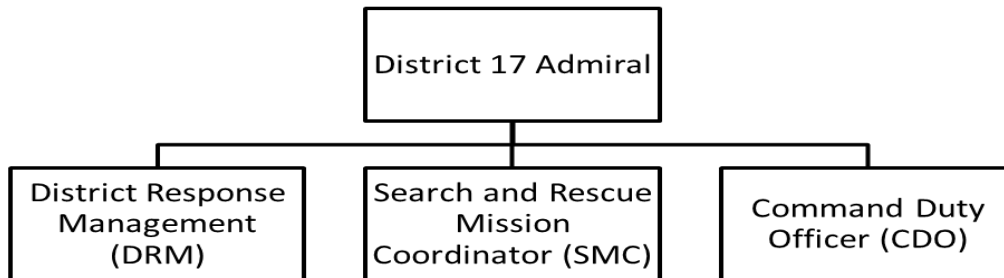 District 17 Admiral
District Response
Management
(DRM)
Search and Rescue
Mission
Coordinator (SMC)
Command Duty
Officer (CDO)